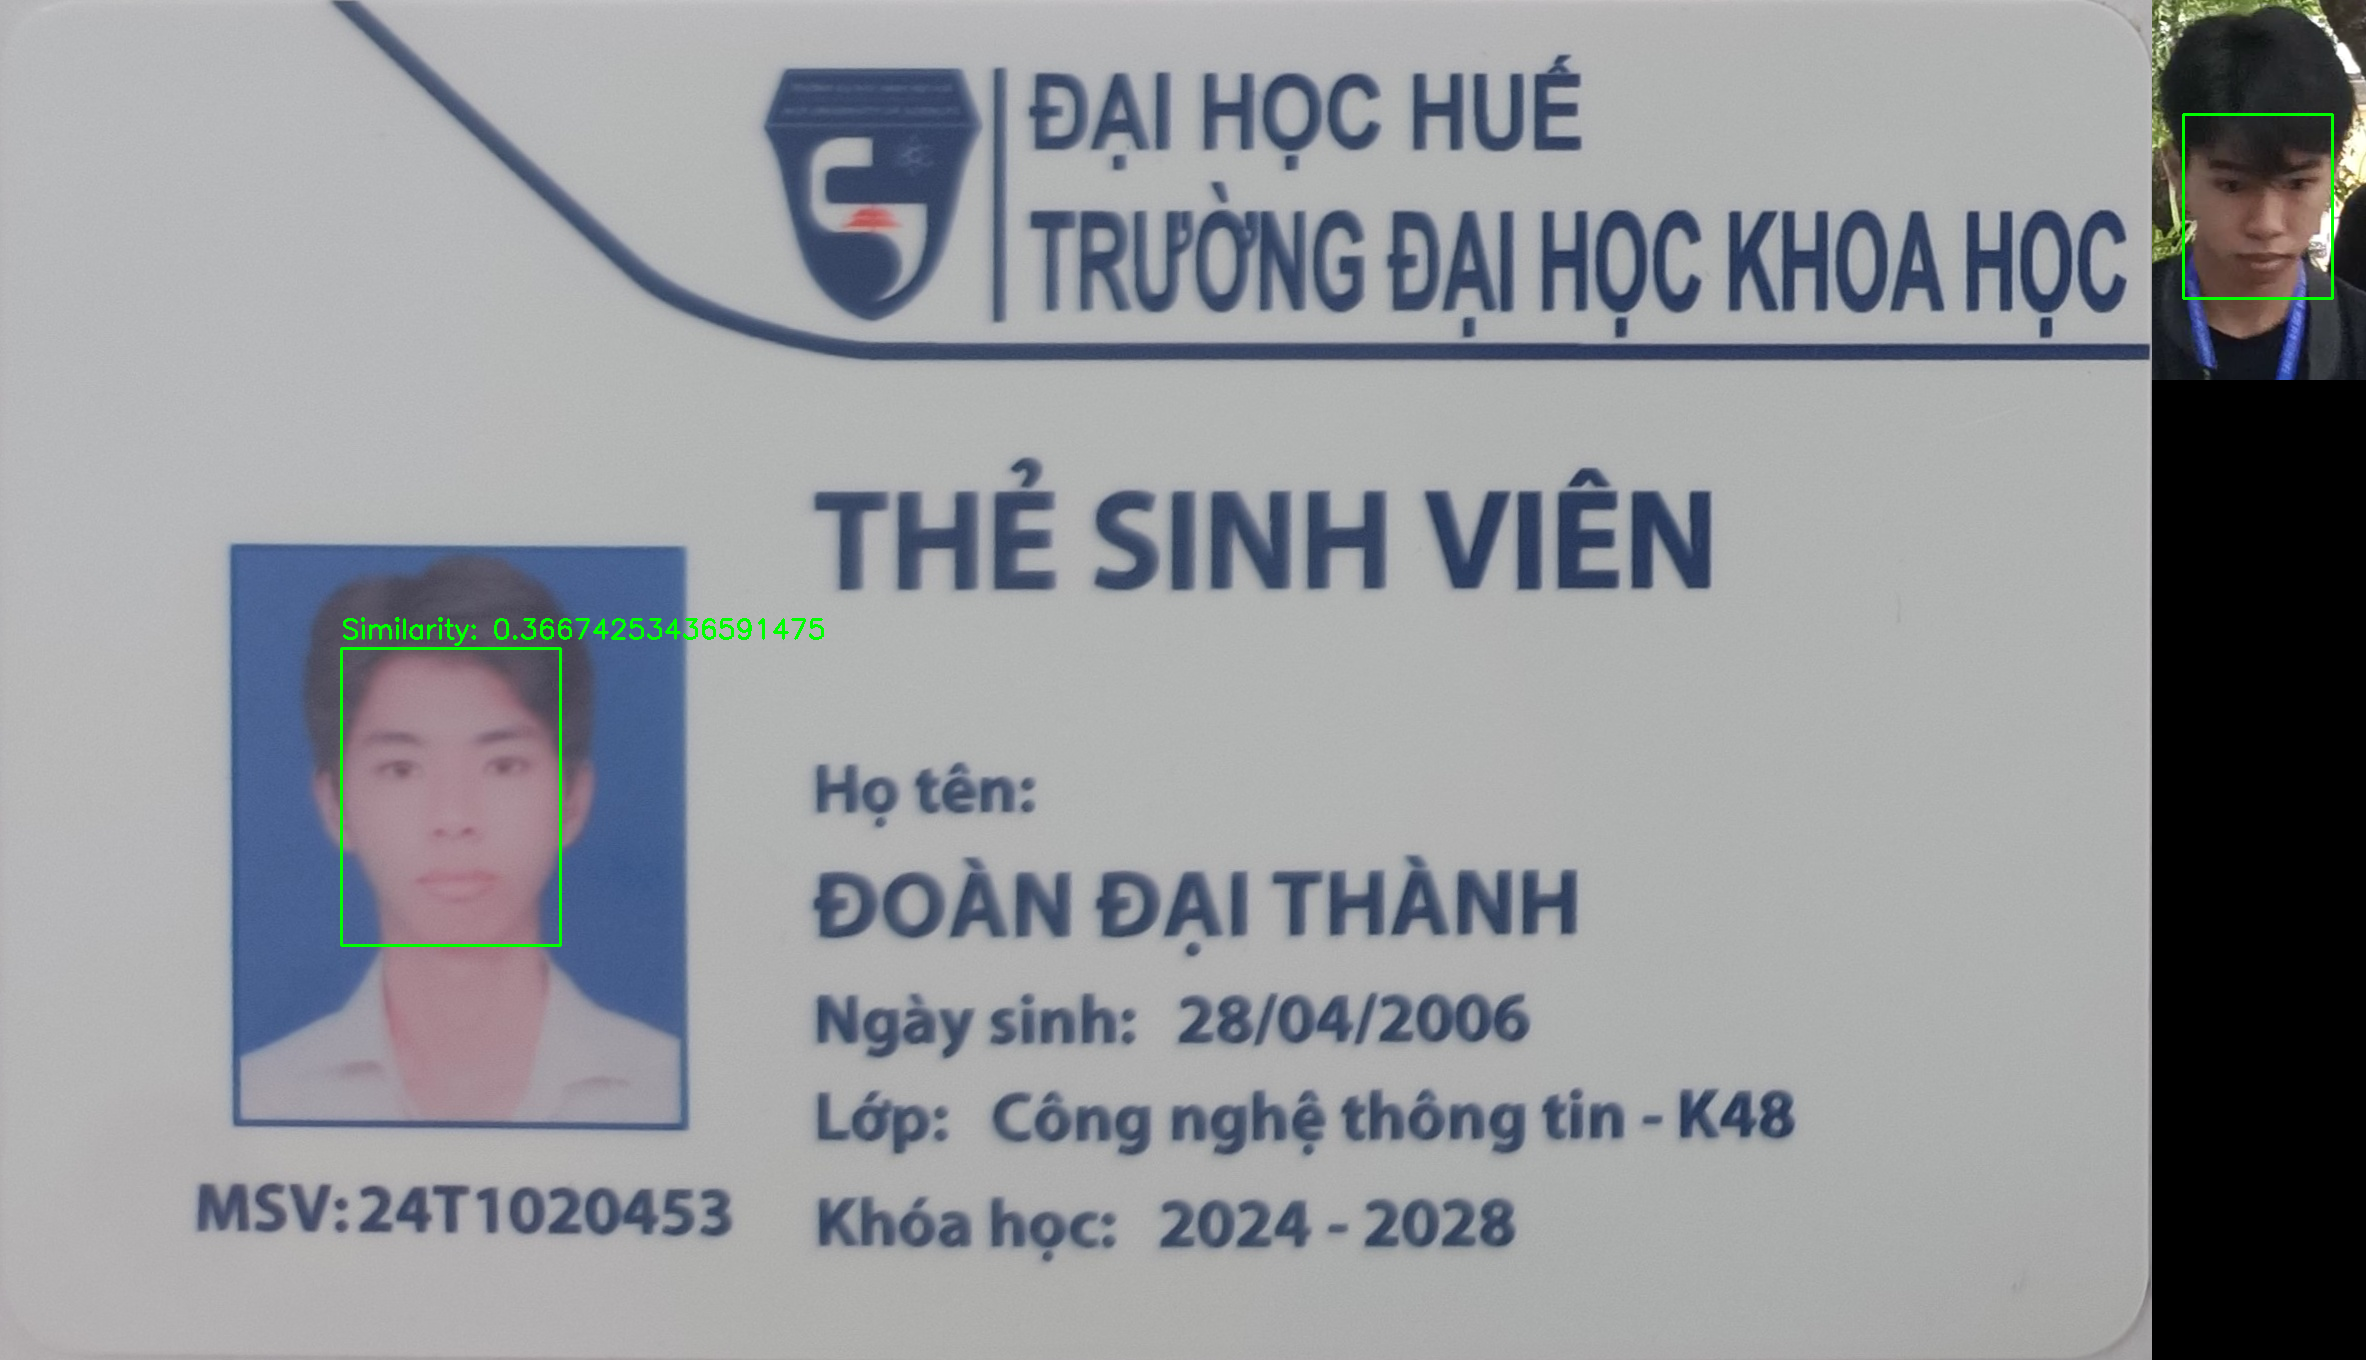 ĐẠI HỌC HUẾ
TRƯỜNG ĐẠI HỌC KHOA HỌC
THẺ SINH VIÊN
Similarity: 0.36674253436591475
Họ tên:
ĐOÀN ĐẠI THÀNH
Ngày sinh: 28/04/2006
Lớp: Công nghệ thông tin - K48
MSV: 24T1020453
Khóa học: 2024 - 2028